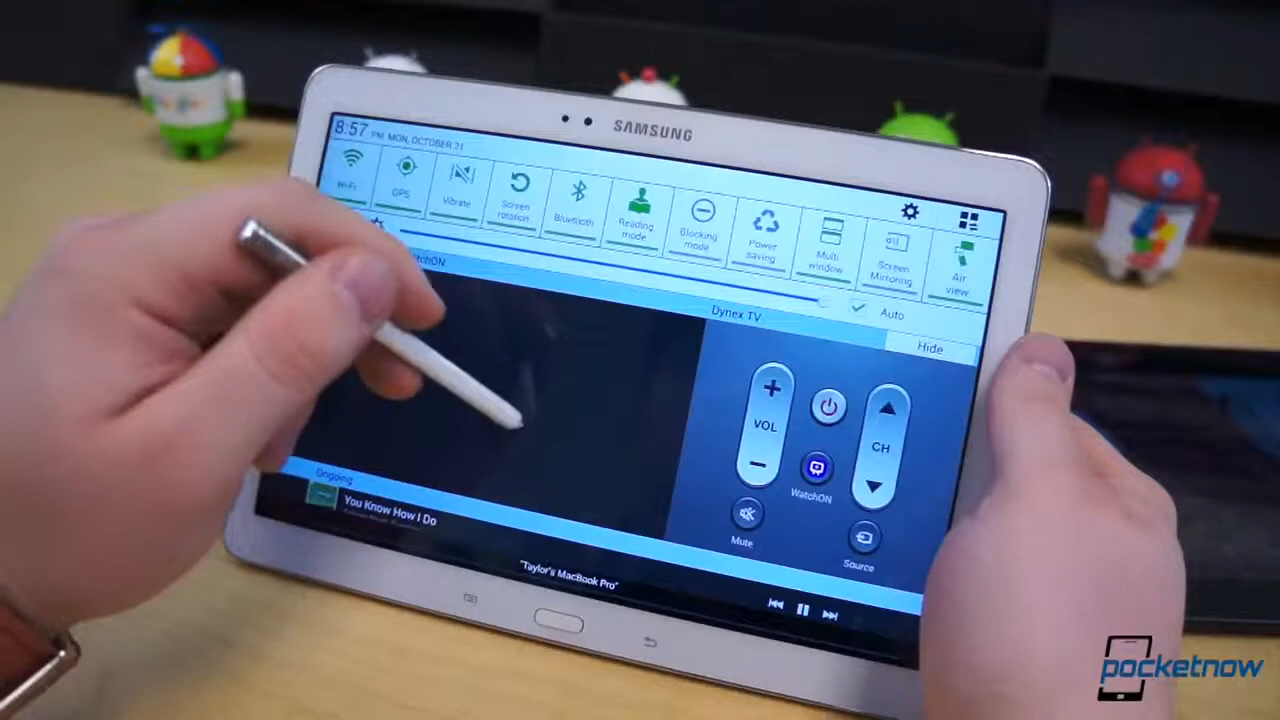 SAMSUNG
8:57 PM MON, OCTOBER 21
Wi-Fi
GPS
Vibrate
Screen rotation
Bluetooth
Reading mode
Blocking mode
Power saving
Multi window
Screen Mirroring
Air view
Auto
Dynex TV
Hide
VOL
CH
WatchON
Mute
Source
Ongoing
You Know How I Do
"Taylor's MacBook Pro"
pocketnow